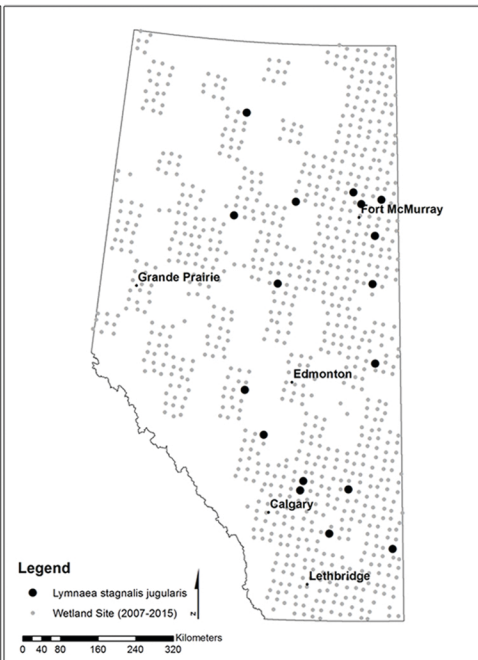 Fort McMurray
Grande Prairie
Edmonton
Calgary
Lethbridge
Legend
Lymnaea stagnalis jugularis
Wetland Site (2007-2015)
N
0 40 80 160 240 320 Kilometers